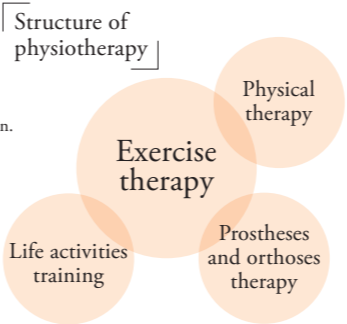 Structure of
physiotherapy
n.
Physical
therapy
Exercise
therapy
Life activities
training
Prostheses
and orthoses
therapy